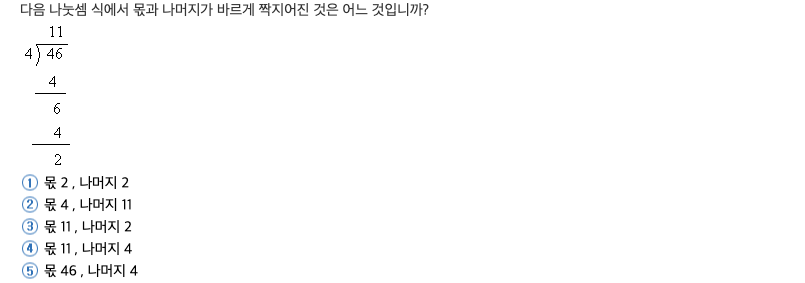 다음 나눗셈 식에서 몫과 나머지가 바르게 짝지어진 것은 어느 것입니까?
11
4) 46
4
6
4
2
① 몫 2 , 나머지 2
② 몫 4 , 나머지 11
③ 몫 11 , 나머지 2
④ 몫 11 , 나머지 4
⑤ 몫 46 , 나머지 4